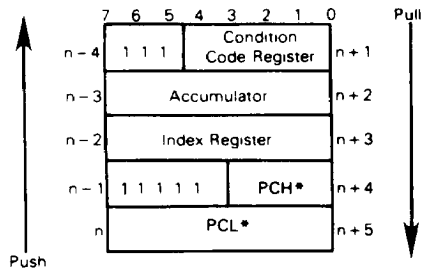 7 6 5 4 3 2 1 0 Pull
n – 4 1 1 1 Condition Code Register n + 1
n – 3 Accumulator n + 2
n – 2 Index Register n + 3
n – 1 1 1 1 1 1 PCH* n + 4
n PCL* n + 5
Push